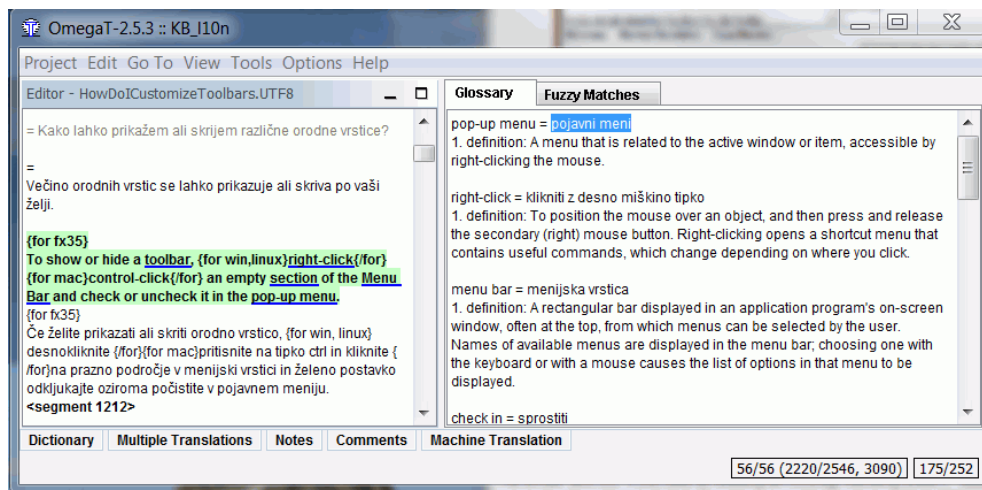 OmegaT-2.5.3 :: KB_l10n
Project Edit Go To View Tools Options Help
Editor - HowDoICustomizeToolbars.UTF8
= Kako lahko prikažem ali skrijem različne orodne vrstice?
=
Večino orodnih vrstic se lahko prikazuje ali skriva po vaši
želji.
{for fx35}
To show or hide a toolbar, {for win,linux}right-click{/for}
{for mac}control-click{/for} an empty section of the Menu
Bar and check or uncheck it in the pop-up menu.
{for fx35}
Če želite prikazati ali skriti orodno vrstico, {for win, linux}
desnokliknite {/for}{for mac}pritisnite na tipko ctrl in kliknite {
/for}na prazno področje v menijski vrstici in želeno postavko
odkljukajte oziroma počistite v pojavnem meniju.
<segment 1212>
Glossary
Fuzzy Matches
pop-up menu = pojavni meni
1. definition: A menu that is related to the active window or item, accessible by
right-clicking the mouse.
right-click = klikniti z desno miškino tipko
1. definition: To position the mouse over an object, and then press and release
the secondary (right) mouse button. Right-clicking opens a shortcut menu that
contains useful commands, which change depending on where you click.
menu bar = menijska vrstica
1. definition: A rectangular bar displayed in an application program's on-screen
window, often at the top, from which menus can be selected by the user.
Names of available menus are displayed in the menu bar; choosing one with
the keyboard or with a mouse causes the list of options in that menu to be
displayed.
check in = sprostiti
Dictionary Multiple Translations Notes Comments Machine Translation
56/56 (2220/2546, 3090) 175/252